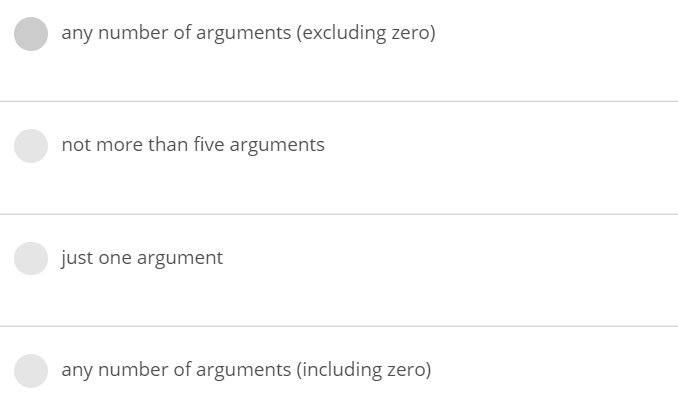 any number of arguments (excluding zero)
not more than five arguments
just one argument
any number of arguments (including zero)